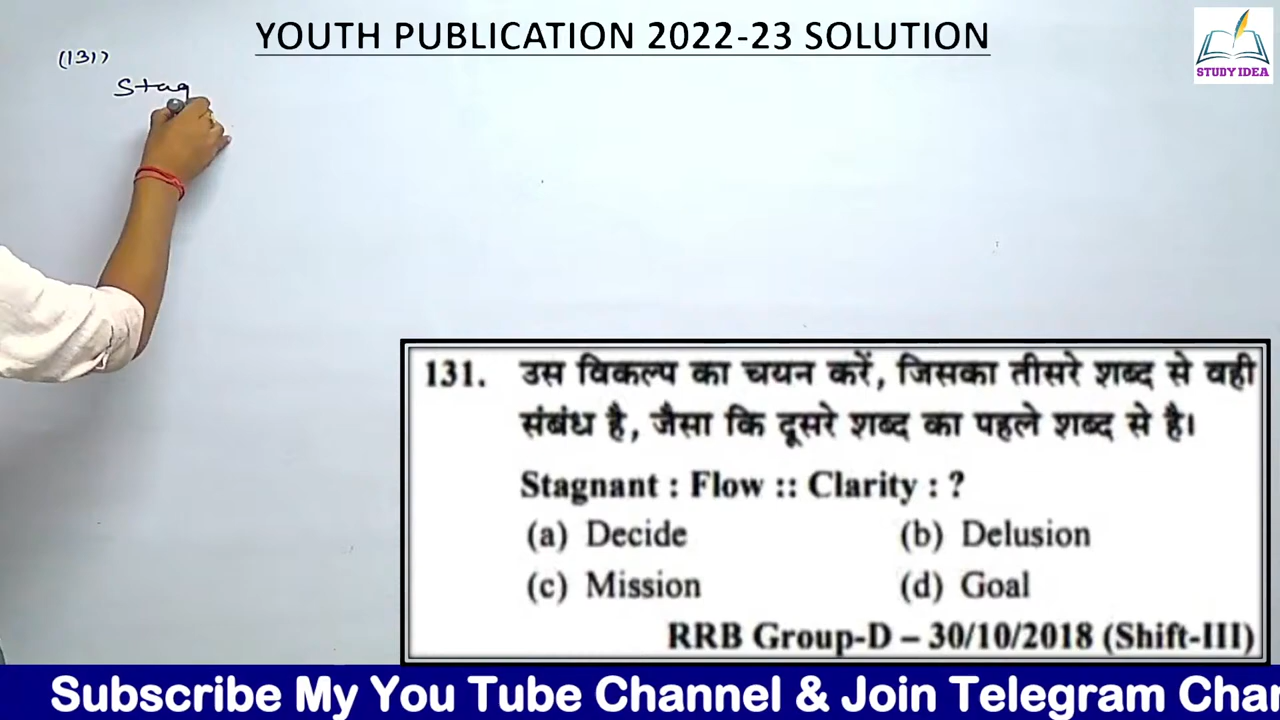 YOUTH PUBLICATION 2022-23 SOLUTION
STUDY IDEA
(131)
Stag
131. उस विकल्प का चयन करें, जिसका तीसरे शब्द से वही
संबंध है, जैसा कि दूसरे शब्द का पहले शब्द से है।
Stagnant : Flow :: Clarity : ?
(a) Decide (b) Delusion
(c) Mission (d) Goal
RRB Group-D – 30/10/2018 (Shift-III)
Subscribe My You Tube Channel & Join Telegram Chan